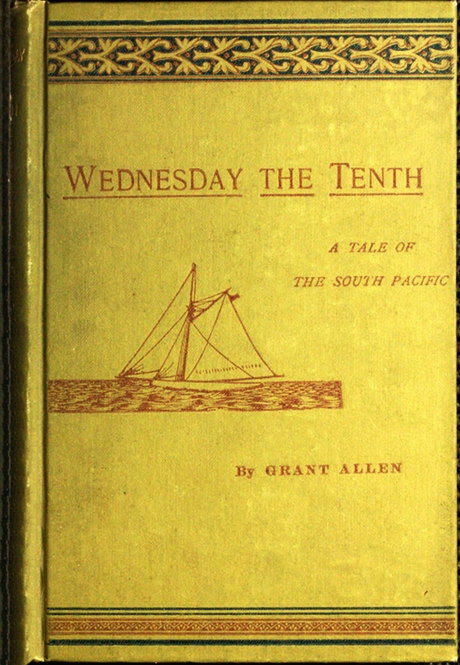 WEDNESDAY THE TENTH
A TALE OF
THE SOUTH PACIFIC
By GRANT ALLEN